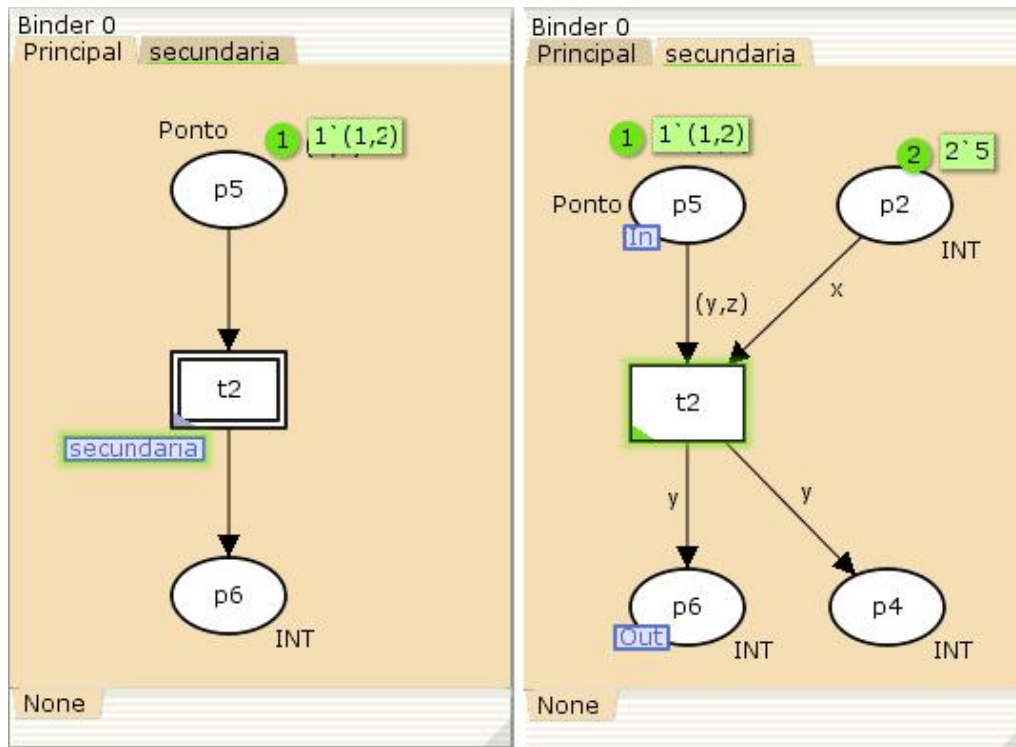 Binder 0
Principal secundaria
Ponto 1 1`(1,2)
p5
t2
secundaria
p6
INT
None
Binder 0
Principal secundaria
1 1`(1,2)
2 2`5
Ponto p5 p2
In
INT
(y,z) x
t2
y y
p6 p4
Out
INT INT
None